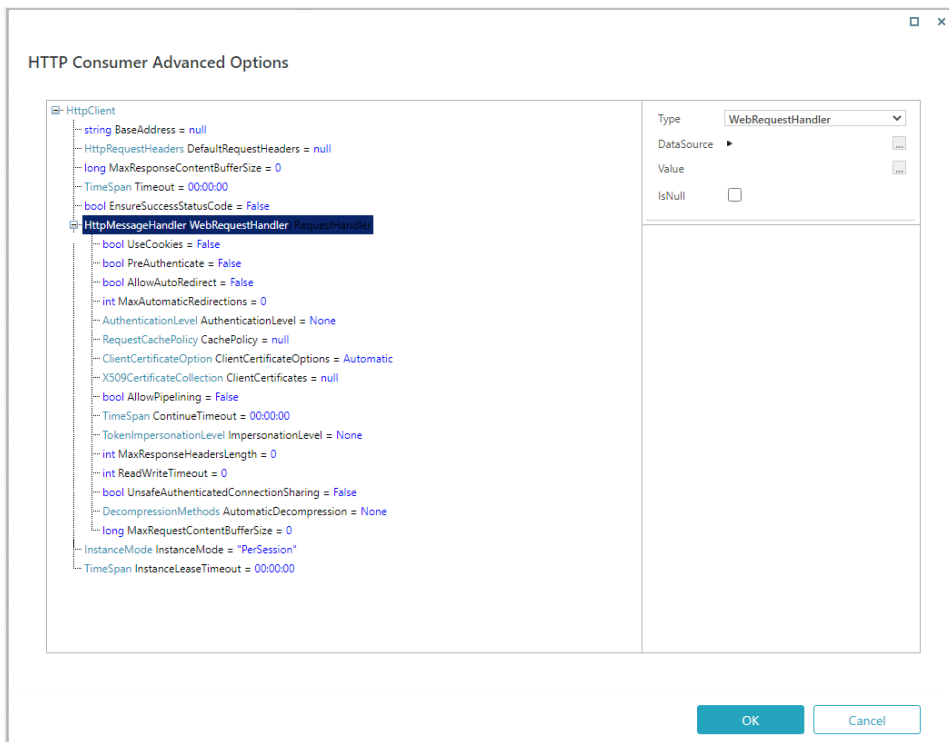 HTTP Consumer Advanced Options
HttpClient
string BaseAddress = null
HttpRequestHeaders DefaultRequestHeaders = null
long MaxResponseContentBufferSize = 0
TimeSpan Timeout = 00:00:00
bool EnsureSuccessStatusCode = False
HttpMessageHandler WebRequestHandler RequestHandler
bool UseCookies = False
bool PreAuthenticate = False
bool AllowAutoRedirect = False
int MaxAutomaticRedirections = 0
AuthenticationLevel AuthenticationLevel = None
RequestCachePolicy CachePolicy = null
ClientCertificateOption ClientCertificateOptions = Automatic
X509CertificateCollection ClientCertificates = null
bool AllowPipelining = False
TimeSpan ContinueTimeout = 00:00:00
TokenImpersonationLevel ImpersonationLevel = None
int MaxResponseHeadersLength = 0
int ReadWriteTimeout = 0
bool UnsafeAuthenticatedConnectionSharing = False
DecompressionMethods AutomaticDecompression = None
long MaxRequestContentBufferSize = 0
InstanceMode InstanceMode = "PerSession"
TimeSpan InstanceLeaseTimeout = 00:00:00
Type WebRequestHandler
DataSource ...
Value ...
IsNull
OK Cancel